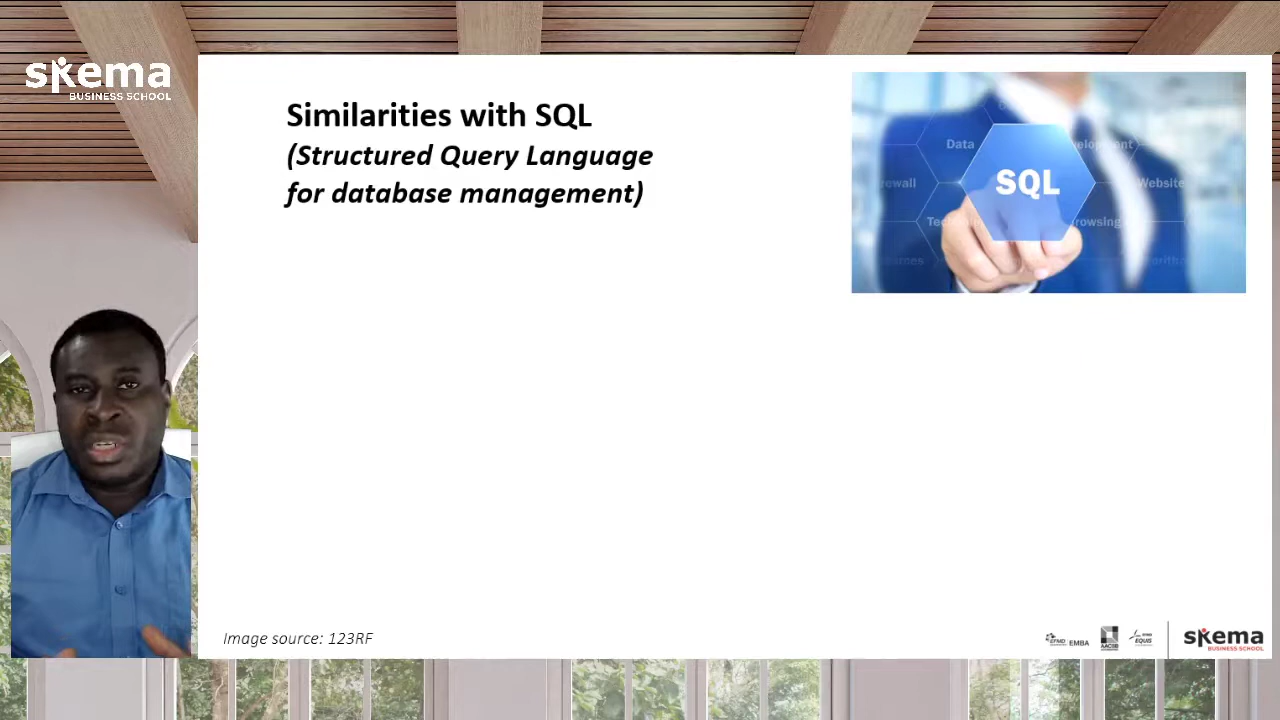 skema
BUSINESS SCHOOL
Similarities with SQL
(Structured Query Language
for database management)
Data
SQL
Website
Image source: 123RF
EFMD
EMBA
AACSB
EQUIS
skema
BUSINESS SCHOOL